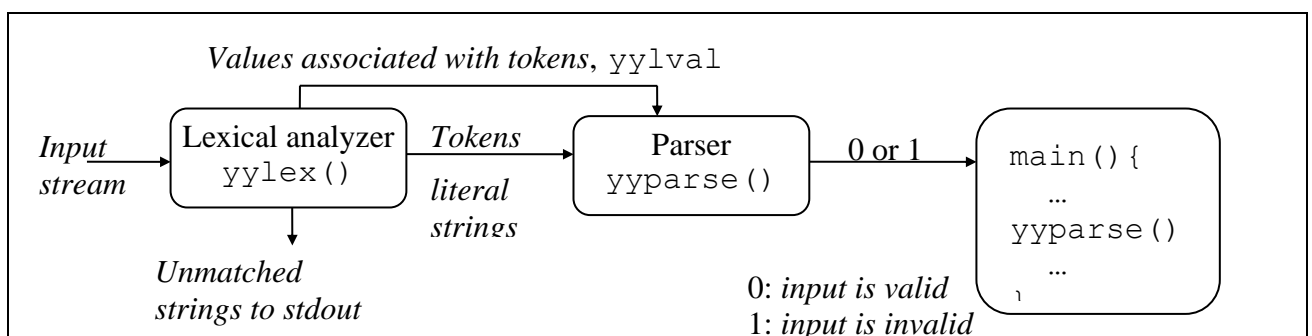 Values associated with tokens, yylval
Input
stream
Lexical analyzer
yylex()
Tokens
literal
strings
Unmatched
strings to stdout
Parser
yyparse()
0 or 1
main(){
…
yyparse()
…
0: input is valid
1: input is invalid